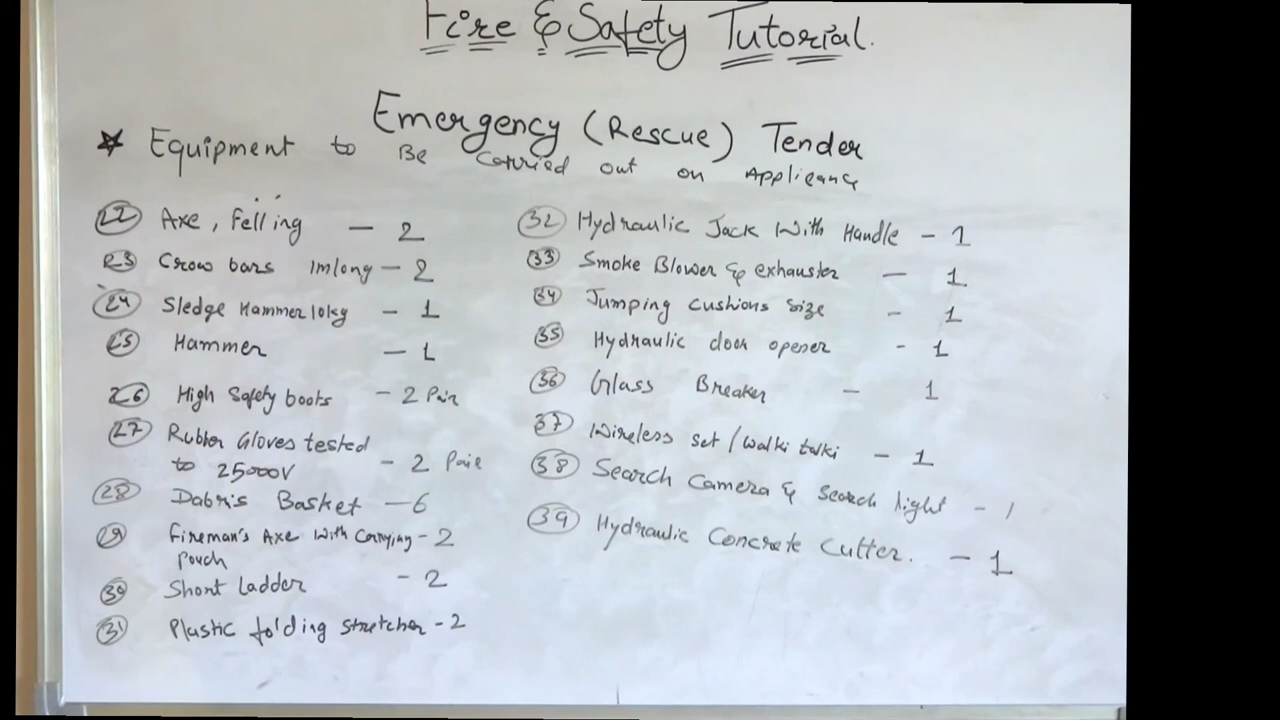 Fire & Safety Tutorial.
Emergency (Rescue) Tender
★ Equipment to Be Carried out on Appliance
22 Axe, Felling - 2
23 Crow bars 1m long - 2
24 Sledge Hammer 10kg - 1
25 Hammer - 1
26 High Safety boots - 2 Pair
27 Rubber Gloves tested
to 25000V - 2 Pair
28 Dabris Basket - 6
29 Fireman's Axe With Carrying - 2
Pouch
30 Short ladder - 2
31 Plastic folding stretcher - 2
32 Hydraulic Jack With Handle - 1
33 Smoke Blower & exhauster - 1
34 Jumping cushions size - 1
35 Hydraulic door opener - 1
36 Glass Breaker - 1
37 Wireless set / walki talki - 1
38 Search Camera & Search light - 1
39 Hydraulic Concrete Cutter. - 1